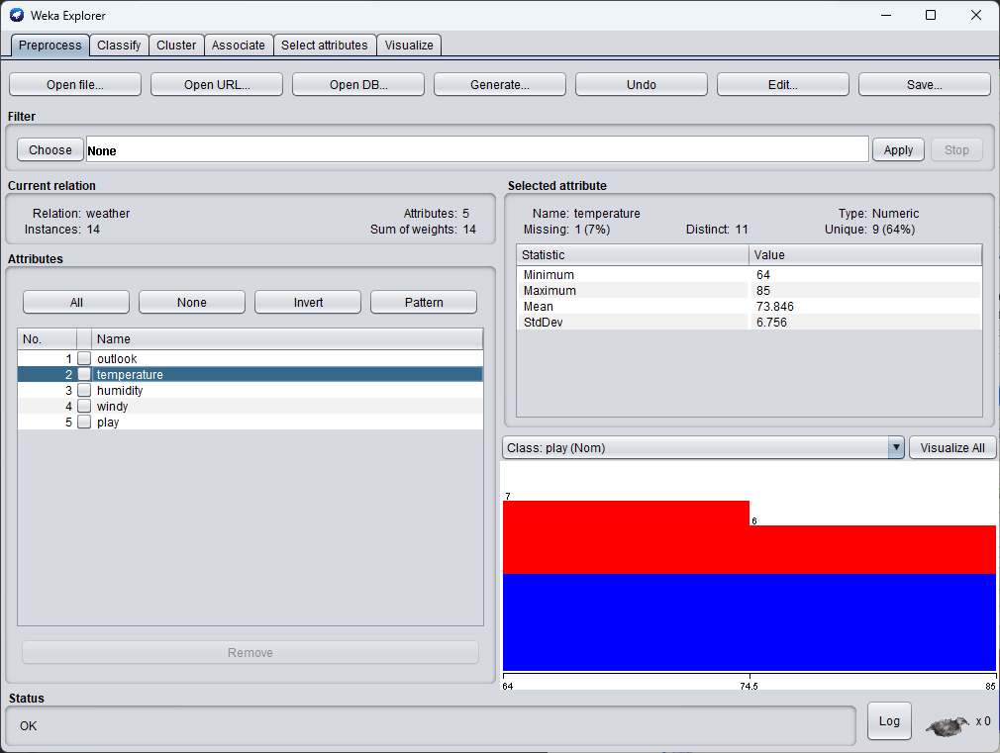 Weka Explorer
Preprocess Classify Cluster Associate Select attributes Visualize
Open file... Open URL... Open DB... Generate... Undo Edit... Save...
Filter
Choose None Apply Stop
Current relation
Relation: weather Attributes: 5
Instances: 14 Sum of weights: 14
Attributes
All None Invert Pattern
No. Name
1 outlook
2 temperature
3 humidity
4 windy
5 play
Remove
Selected attribute
Name: temperature Type: Numeric
Missing: 1 (7%) Distinct: 11 Unique: 9 (64%)
Statistic Value
Minimum 64
Maximum 85
Mean 73.846
StdDev 6.756
Class: play (Nom) Visualize All
7
6
64 74.5 85
Status
OK Log x 0